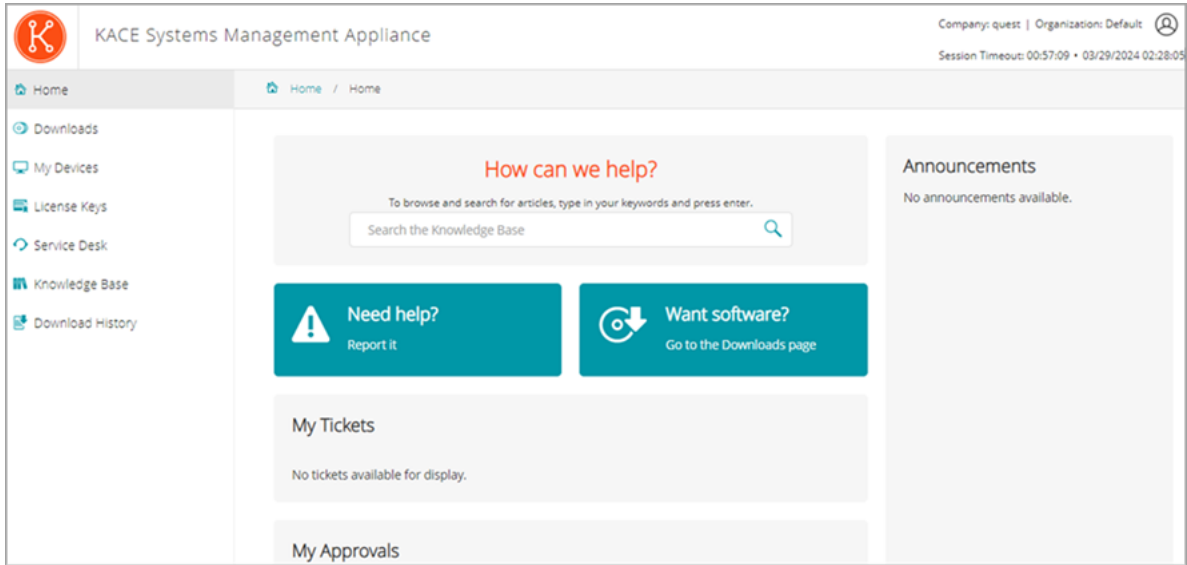 KACE Systems Management Appliance
Company: quest | Organization: Default
Session Timeout: 00:57:09 • 03/29/2024 02:28:05
Home
Downloads
My Devices
License Keys
Service Desk
Knowledge Base
Download History
Home / Home
How can we help?
To browse and search for articles, type in your keywords and press enter.
Search the Knowledge Base
Need help?
Report it
Want software?
Go to the Downloads page
My Tickets
No tickets available for display.
My Approvals
Announcements
No announcements available.